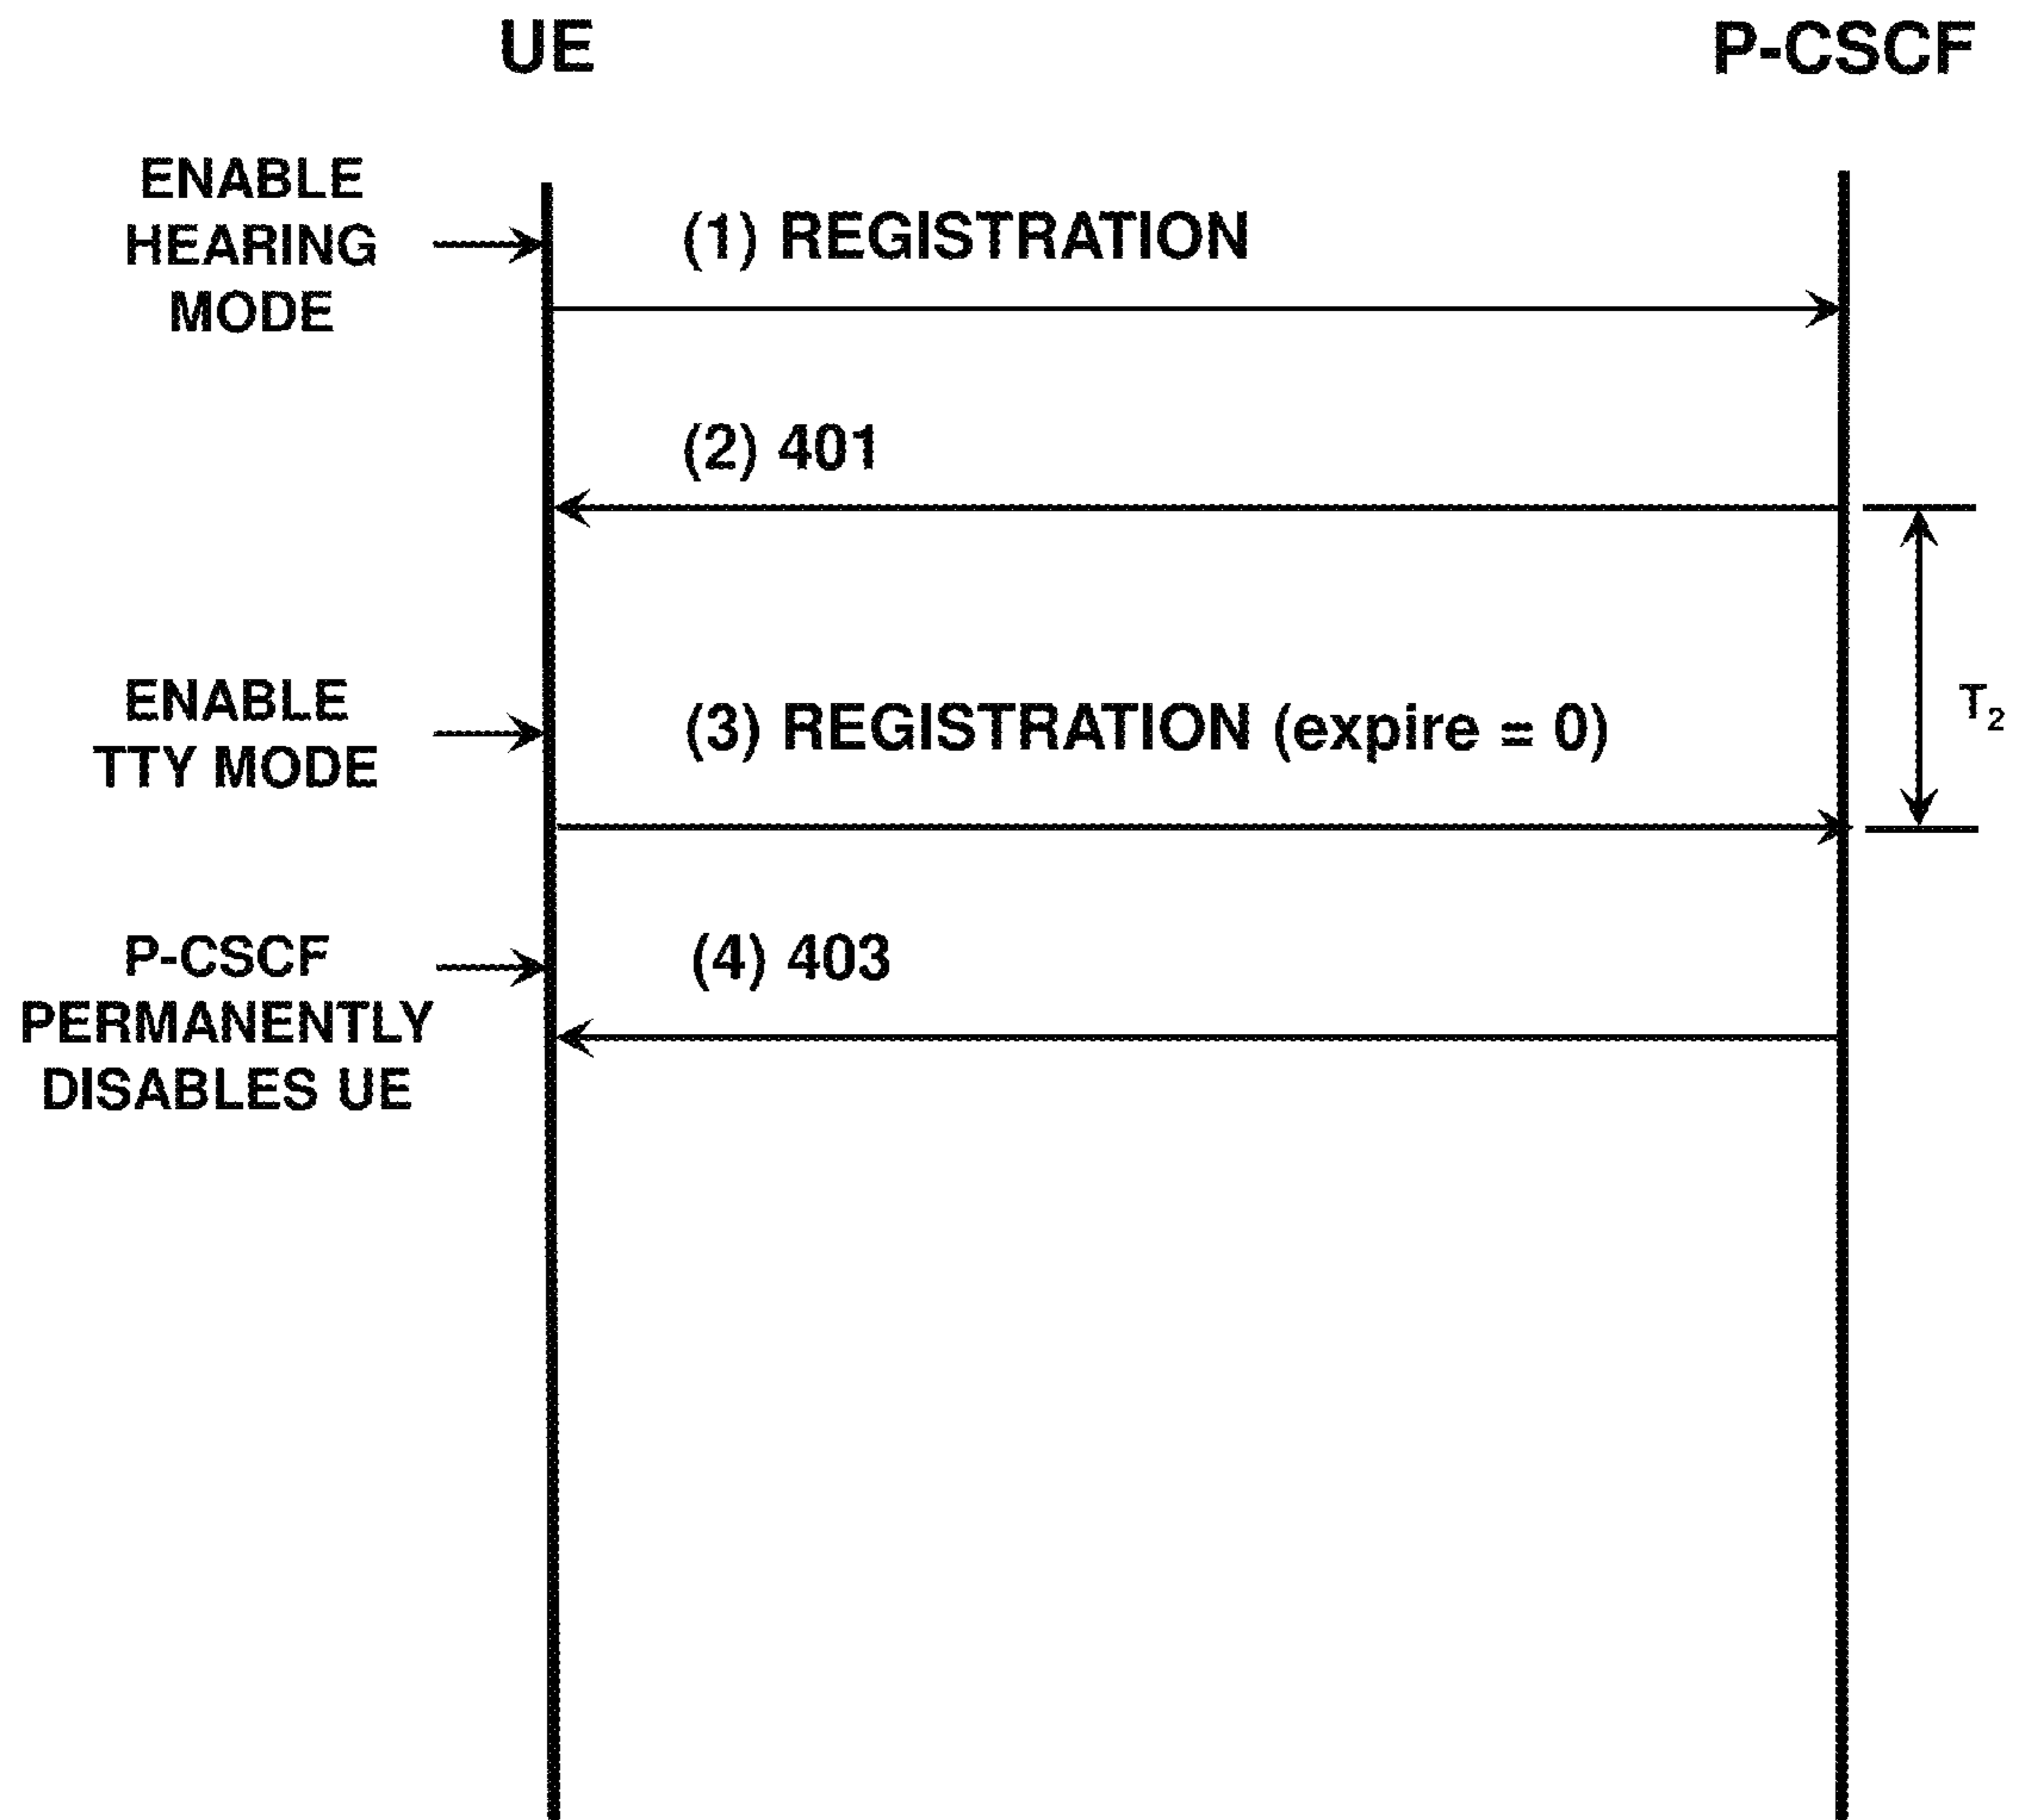 UE
P-CSCF
ENABLE
HEARING
MODE
(1) REGISTRATION
(2) 401
ENABLE
TTY MODE
(3) REGISTRATION (expire = 0)
T2
P-CSCF
PERMANENTLY
DISABLES UE
(4) 403